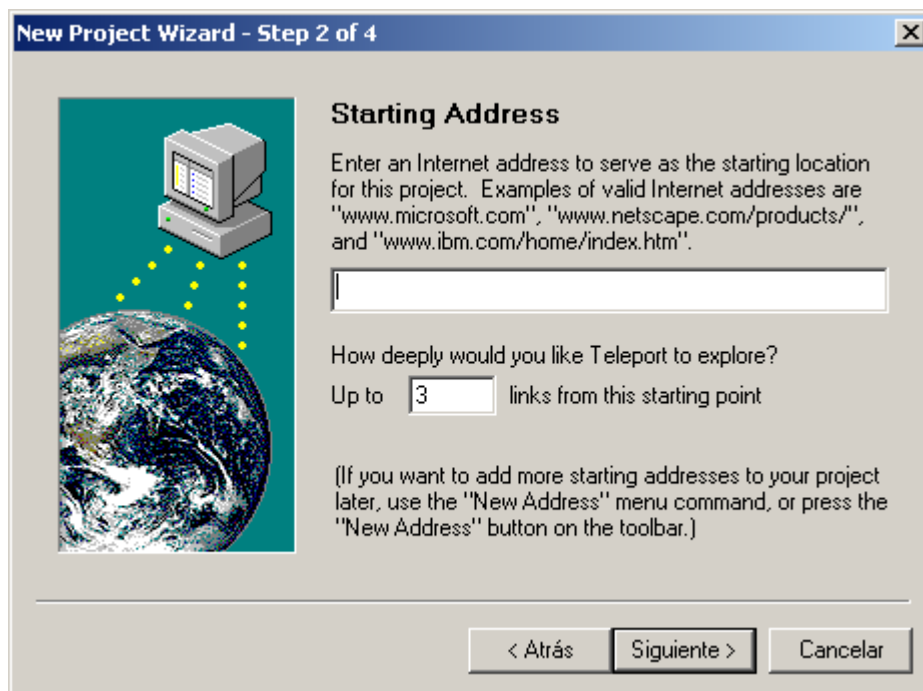 New Project Wizard - Step 2 of 4
Starting Address
Enter an Internet address to serve as the starting location
for this project. Examples of valid Internet addresses are
"www.microsoft.com", "www.netscape.com/products/",
and "www.ibm.com/home/index.htm".
How deeply would you like Teleport to explore?
Up to 3 links from this starting point
(If you want to add more starting addresses to your project
later, use the "New Address" menu command, or press the
"New Address" button on the toolbar.)
< Atrás Siguiente > Cancelar